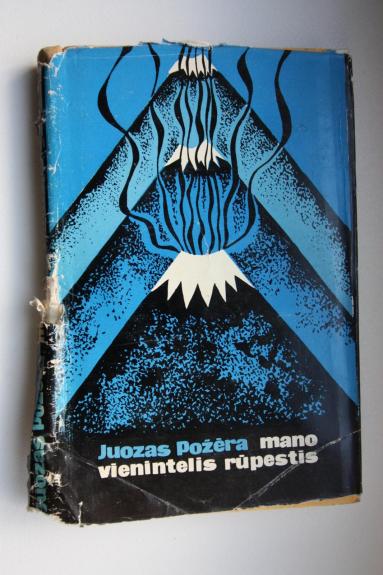 Juozas Požėra mano
vienintelis rūpestis